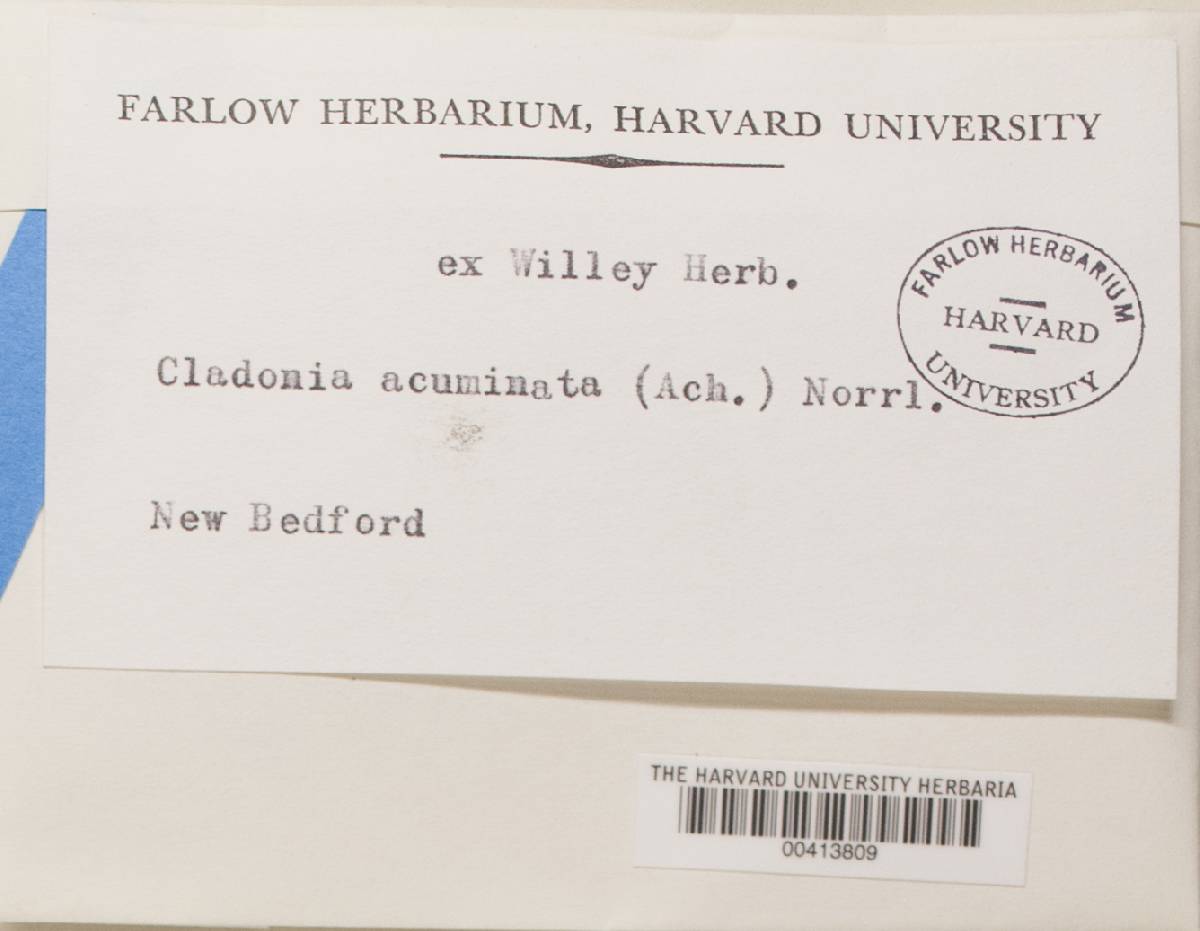 FARLOW HERBARIUM, HARVARD UNIVERSITY
ex Willey Herb.
FARLOW HERBARIUM
HARVARD
UNIVERSITY
Cladonia acuminata (Ach.) Norrl.
New Bedford
THE HARVARD UNIVERSITY HERBARIA
00413809